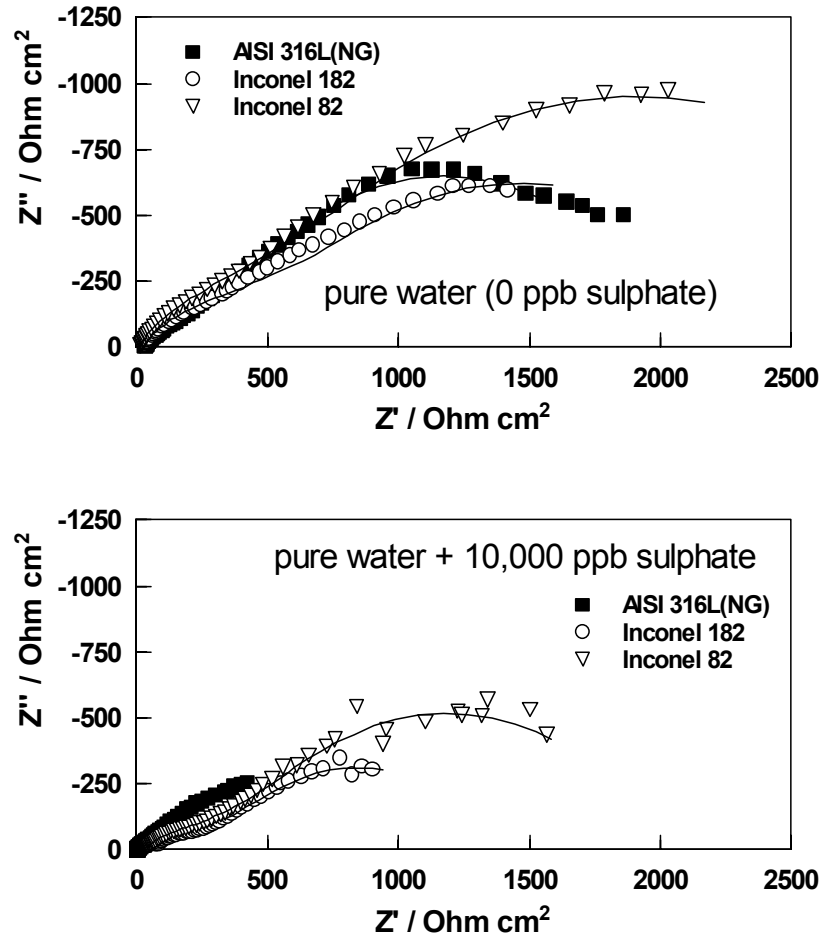 -1250
-1000
-750
-500
-250
0
Z'' / Ohm cm²
AISI 316L(NG)
Inconel 182
Inconel 82
pure water (0 ppb sulphate)
0 500 1000 1500 2000 2500
Z' / Ohm cm²
-1250
-1000
-750
-500
-250
0
Z'' / Ohm cm²
pure water + 10,000 ppb sulphate
AISI 316L(NG)
Inconel 182
Inconel 82
0 500 1000 1500 2000 2500
Z' / Ohm cm²